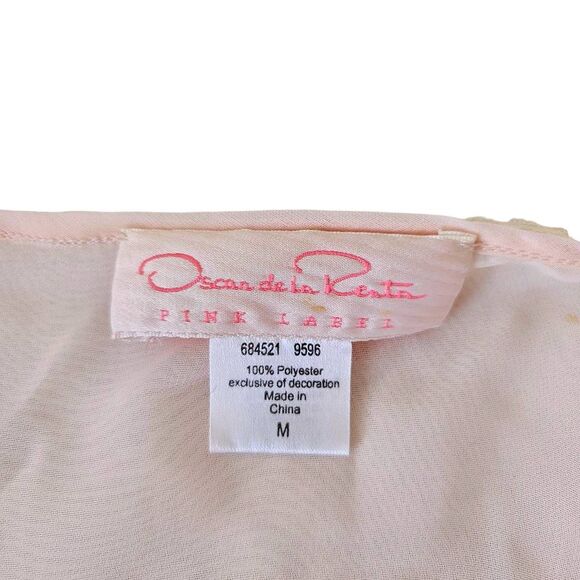 Oscar de la Renta
PINK LABEL
684521 9596
100% Polyester
exclusive of decoration
Made in
China
M